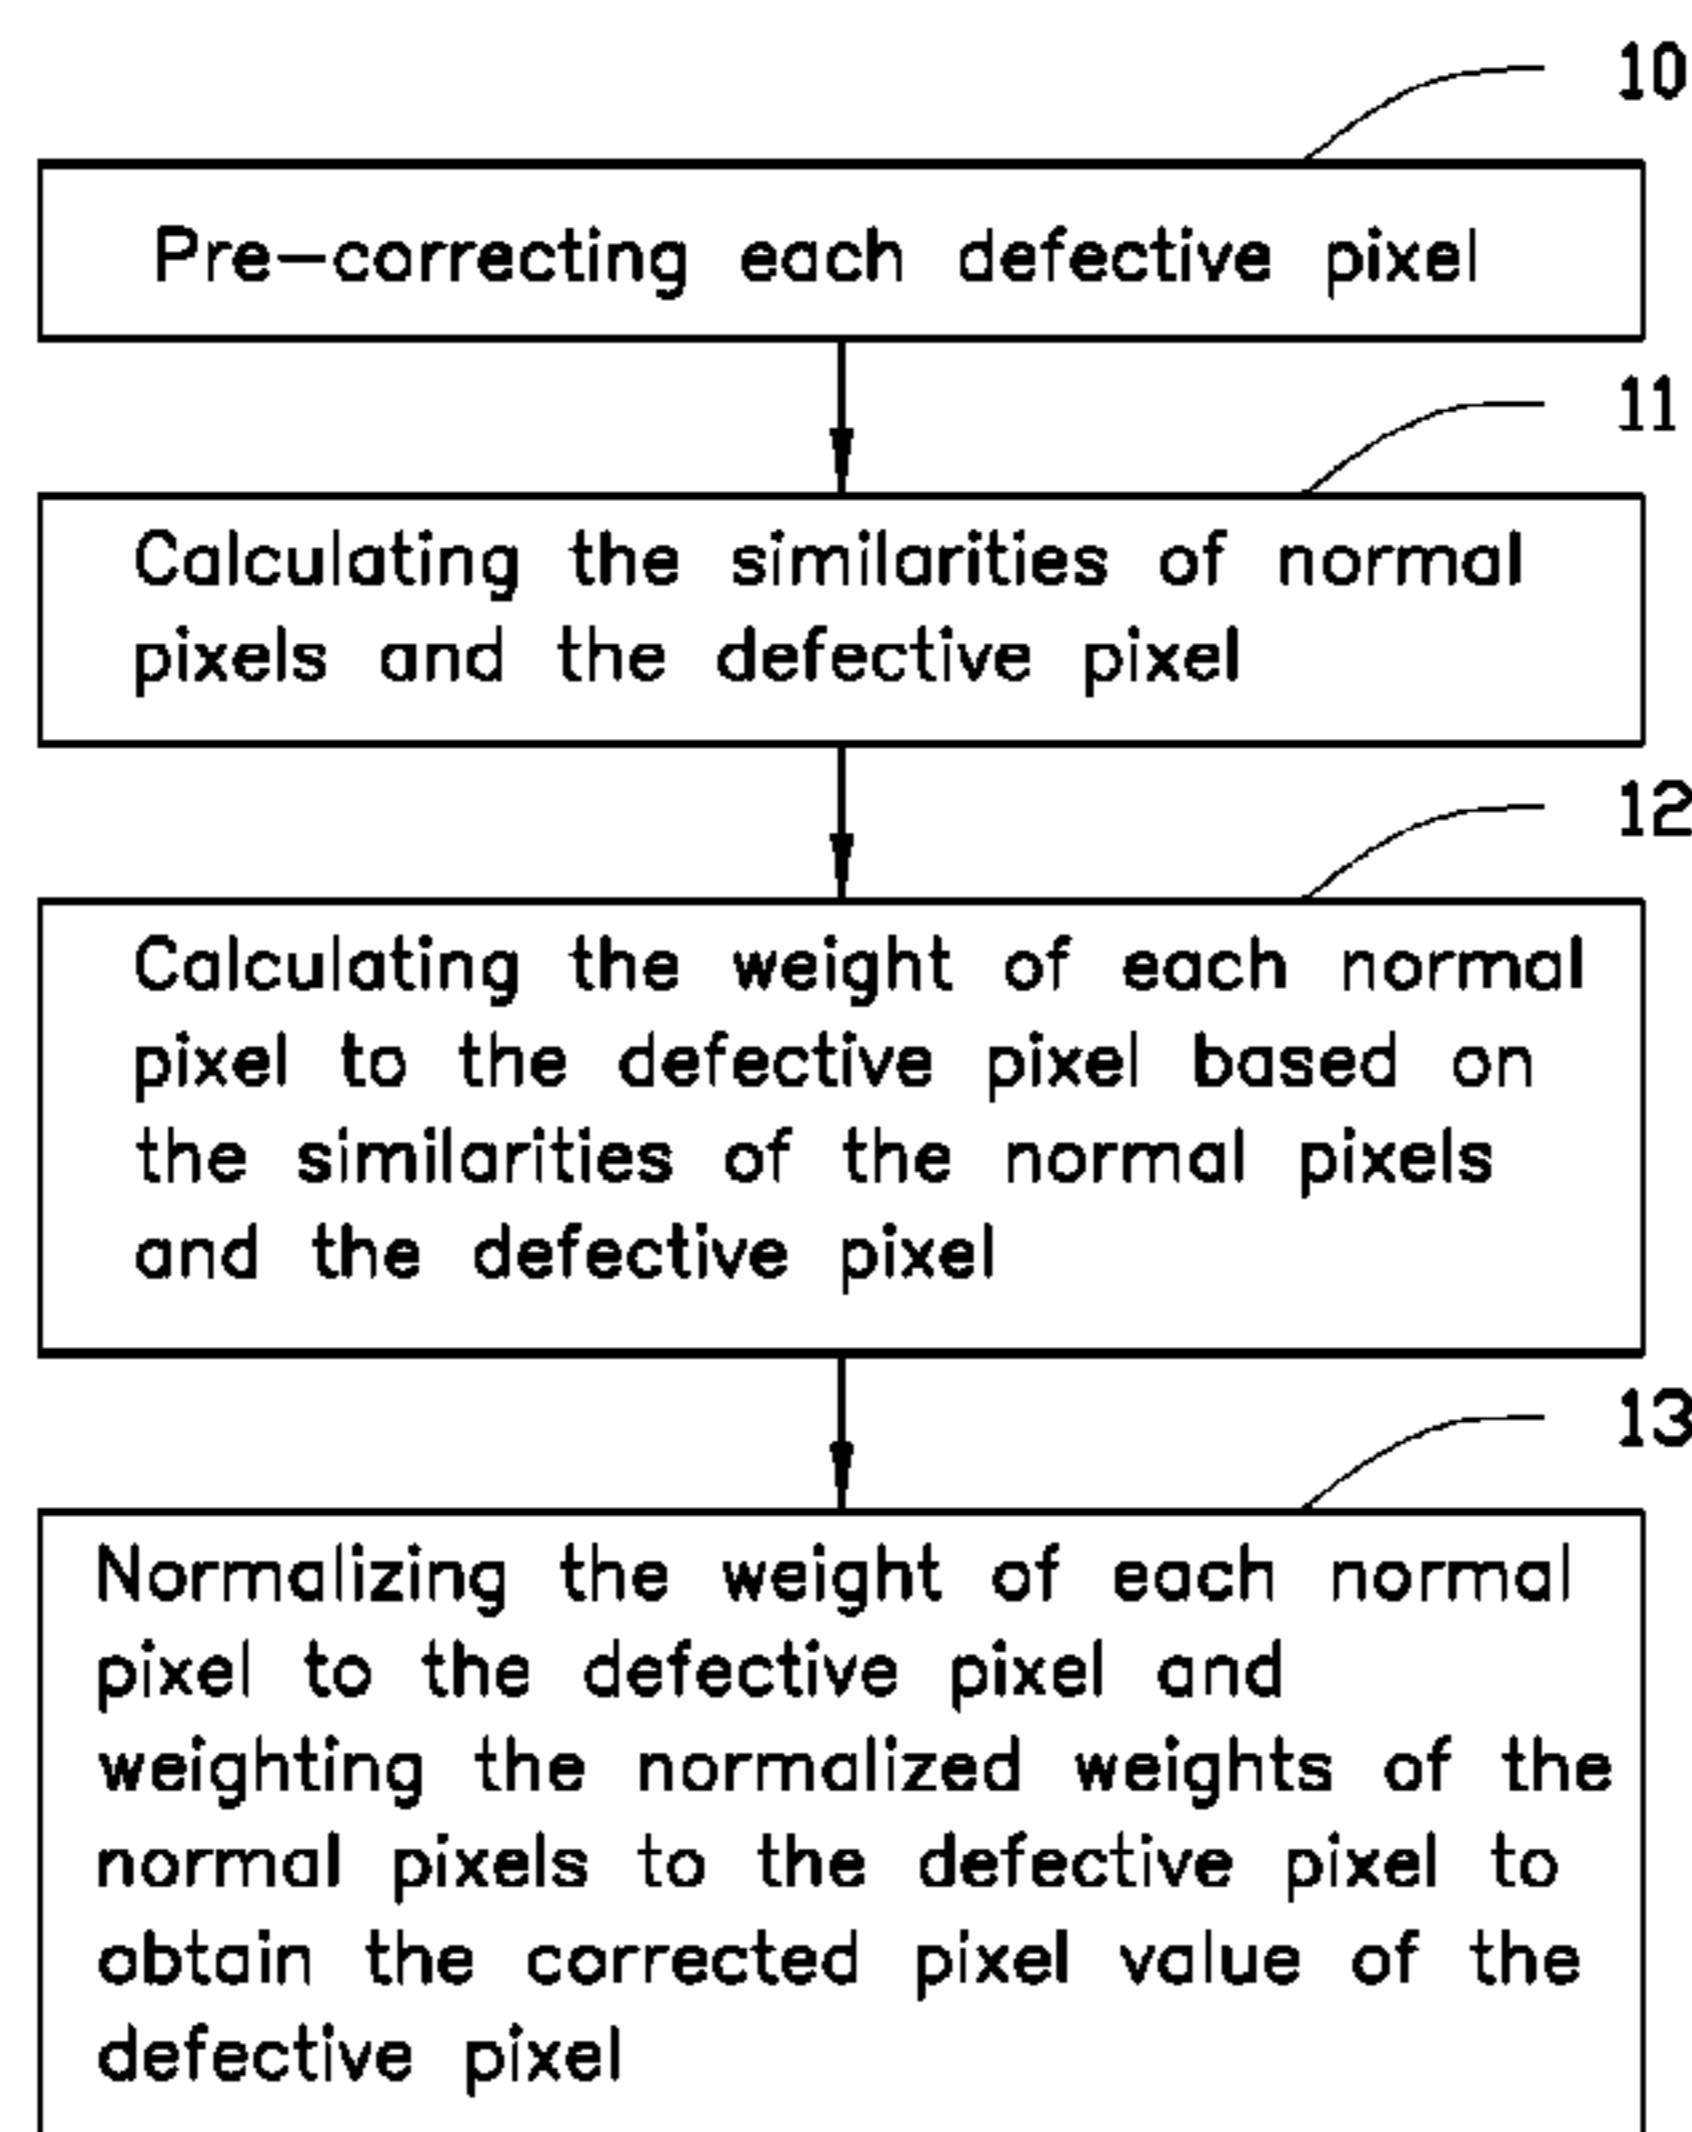 10
Pre-correcting each defective pixel
11
Calculating the similarities of normal
pixels and the defective pixel
12
Calculating the weight of each normal
pixel to the defective pixel based on
the similarities of the normal pixels
and the defective pixel
13
Normalizing the weight of each normal
pixel to the defective pixel and
weighting the normalized weights of the
normal pixels to the defective pixel to
obtain the corrected pixel value of the
defective pixel